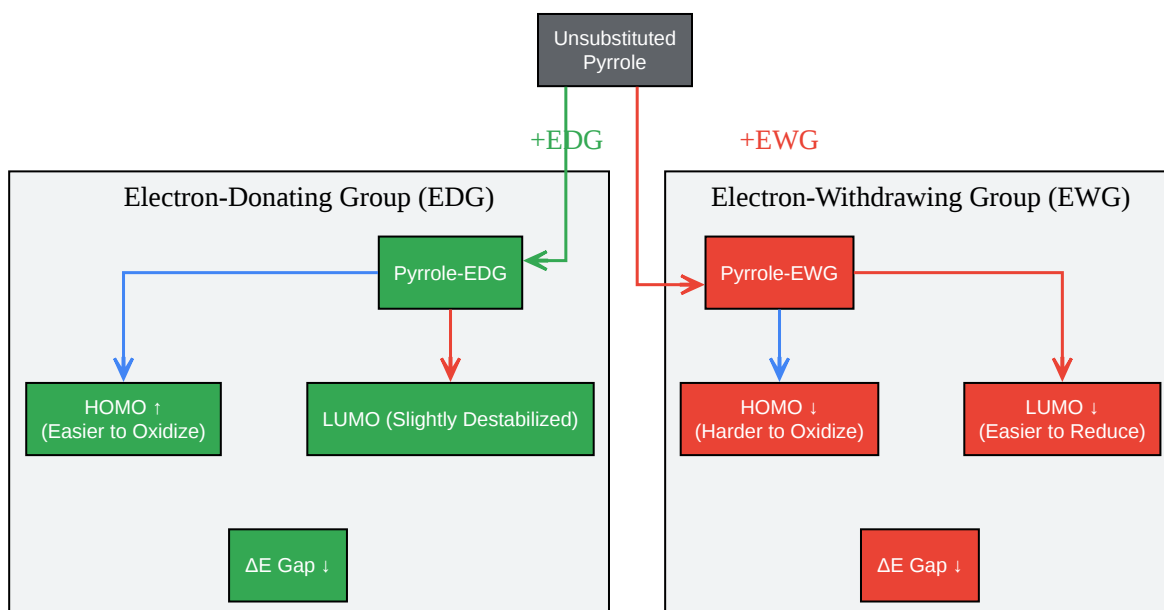 Unsubstituted
Pyrrole
+EDG
+EWG
Electron-Donating Group (EDG)
Electron-Withdrawing Group (EWG)
Pyrrole-EDG
Pyrrole-EWG
HOMO ↑
(Easier to Oxidize)
LUMO (Slightly Destabilized)
HOMO ↓
(Harder to Oxidize)
LUMO ↓
(Easier to Reduce)
ΔE Gap ↓
ΔE Gap ↓